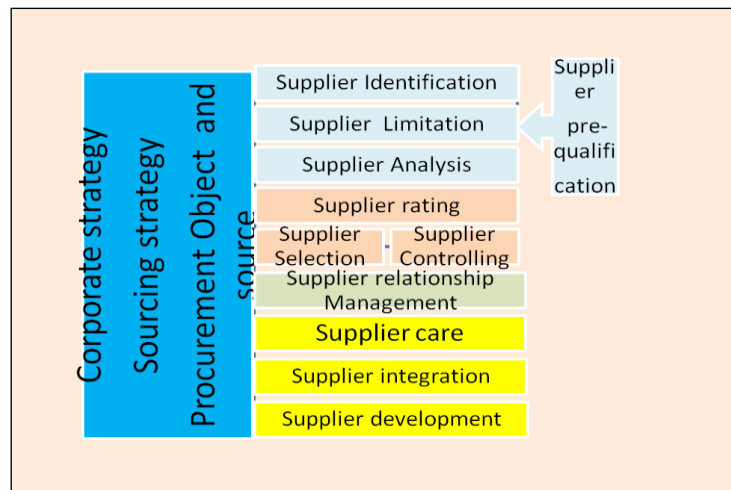 Corporate strategy
Sourcing strategy
Procurement Object and
source
Supplier Identification
Supplier Limitation
Supplier Analysis
Supplier rating
Supplier
Selection
Supplier
Controlling
Supplier relationship
Management
Supplier care
Supplier integration
Supplier development
Suppli
er
pre-
qualifi
cation